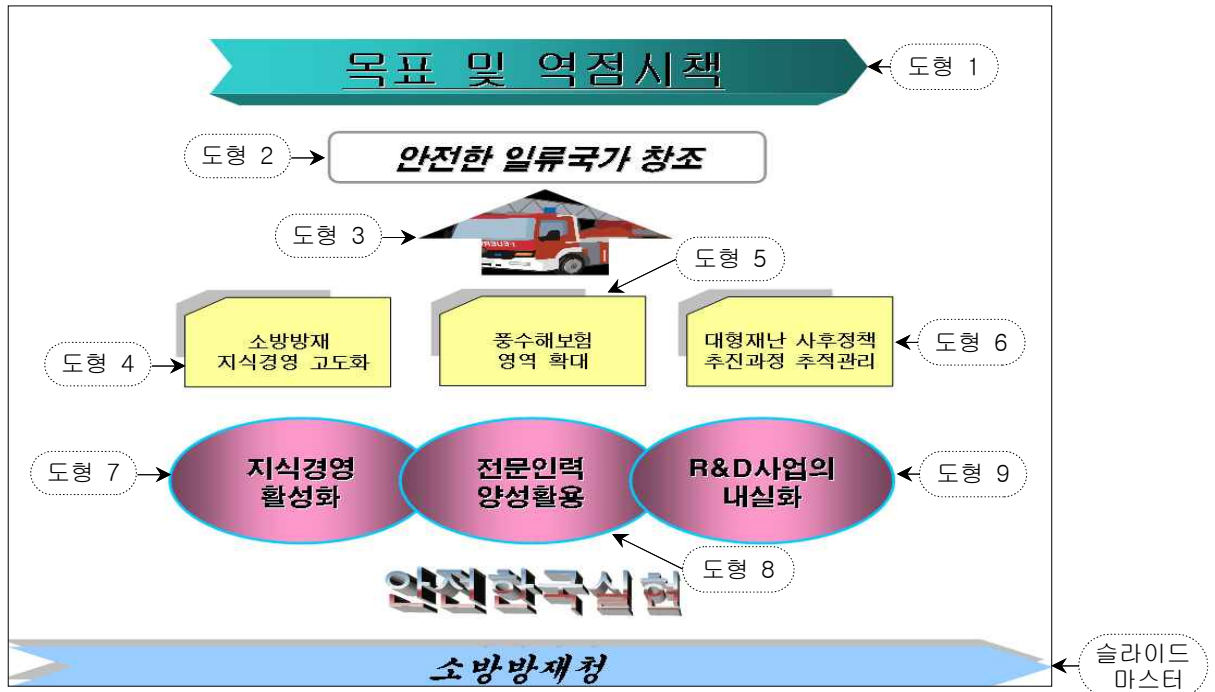 목표 및 역점시책
도형 1
도형 2
안전한 일류국가 창조
도형 3
도형 5
소방방재
지식경영 고도화
풍수해보험
영역 확대
대형재난 사후정책
추진과정 추적관리
도형 4
도형 6
도형 7
지식경영
활성화
전문인력
양성활용
R&D사업의
내실화
도형 9
도형 8
안전한국실현
소방방재청
슬라이드
마스터